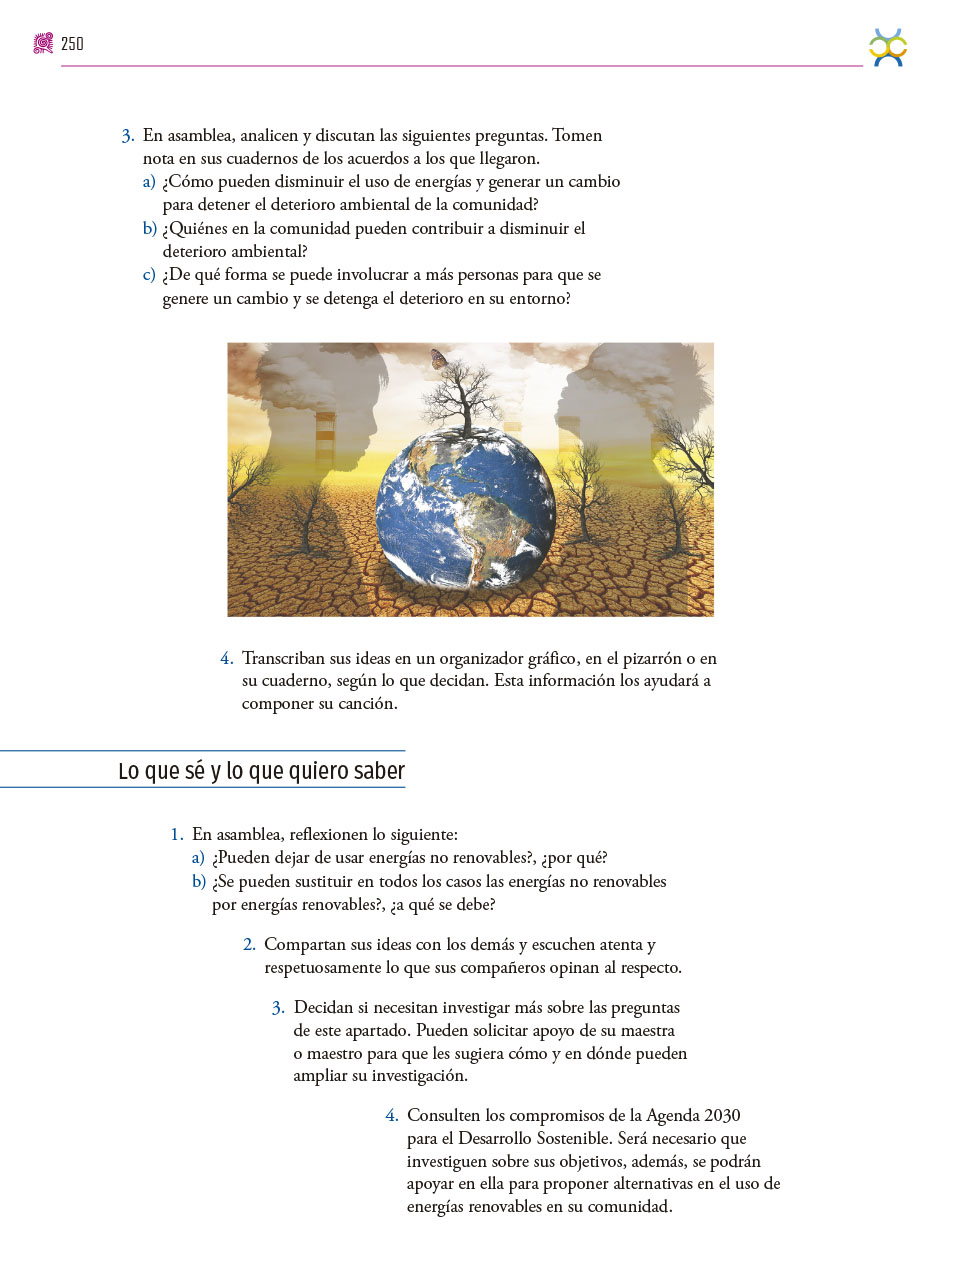 250
3. En asamblea, analicen y discutan las siguientes preguntas. Tomen
nota en sus cuadernos de los acuerdos a los que llegaron.
a) ¿Cómo pueden disminuir el uso de energías y generar un cambio
para detener el deterioro ambiental de la comunidad?
b) ¿Quiénes en la comunidad pueden contribuir a disminuir el
deterioro ambiental?
c) ¿De qué forma se puede involucrar a más personas para que se
genere un cambio y se detenga el deterioro en su entorno?
4. Transcriban sus ideas en un organizador gráfico, en el pizarrón o en
su cuaderno, según lo que decidan. Esta información los ayudará a
componer su canción.
Lo que sé y lo que quiero saber
1. En asamblea, reflexionen lo siguiente:
a) ¿Pueden dejar de usar energías no renovables?, ¿por qué?
b) ¿Se pueden sustituir en todos los casos las energías no renovables
por energías renovables?, ¿a qué se debe?
2. Compartan sus ideas con los demás y escuchen atenta y
respetuosamente lo que sus compañeros opinan al respecto.
3. Decidan si necesitan investigar más sobre las preguntas
de este apartado. Pueden solicitar apoyo de su maestra
o maestro para que les sugiera cómo y en dónde pueden
ampliar su investigación.
4. Consulten los compromisos de la Agenda 2030
para el Desarrollo Sostenible. Será necesario que
investiguen sobre sus objetivos, además, se podrán
apoyar en ella para proponer alternativas en el uso de
energías renovables en su comunidad.